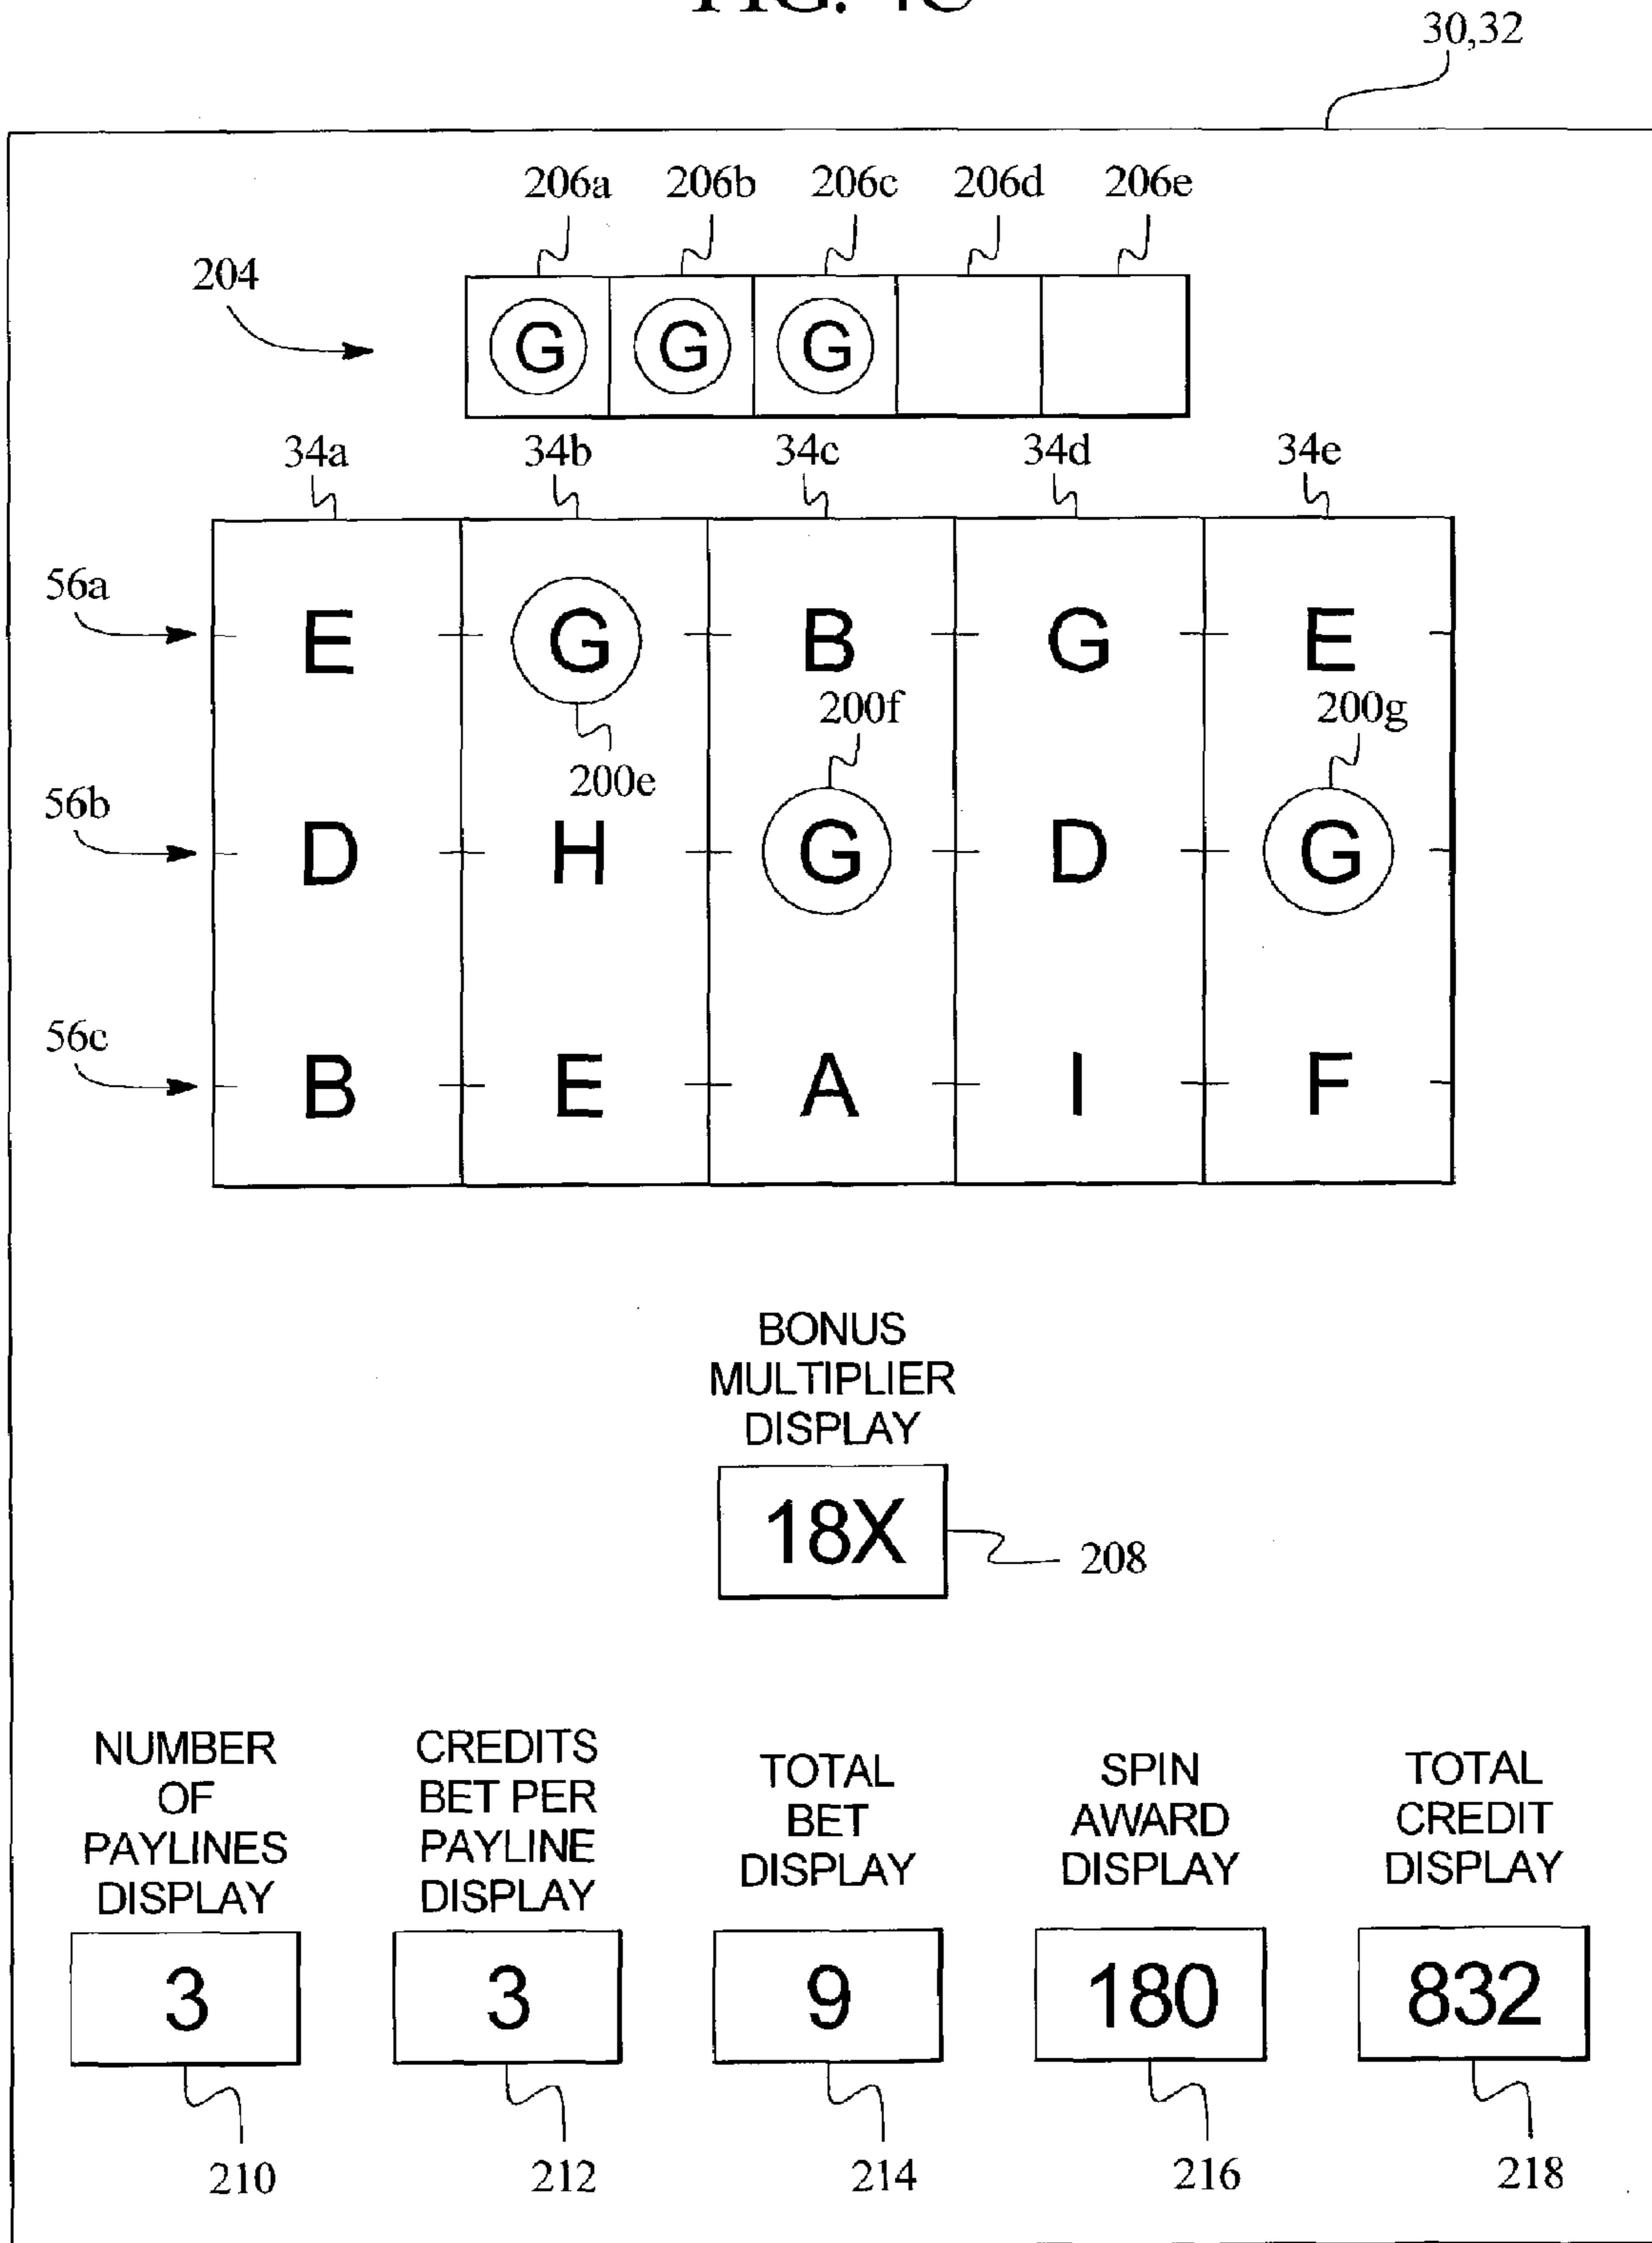 30,32
206a 206b 206c 206d 206e
204
G G G
34a 34b 34c 34d 34e
56a
E G B G E
200f 200g
200e
56b
D H G D G
56c
B E A I F
BONUS
MULTIPLIER
DISPLAY
18X
208
NUMBER
OF
PAYLINES
DISPLAY
3
210
CREDITS
BET PER
PAYLINE
DISPLAY
3
212
TOTAL
BET
DISPLAY
9
214
SPIN
AWARD
DISPLAY
180
216
TOTAL
CREDIT
DISPLAY
832
218